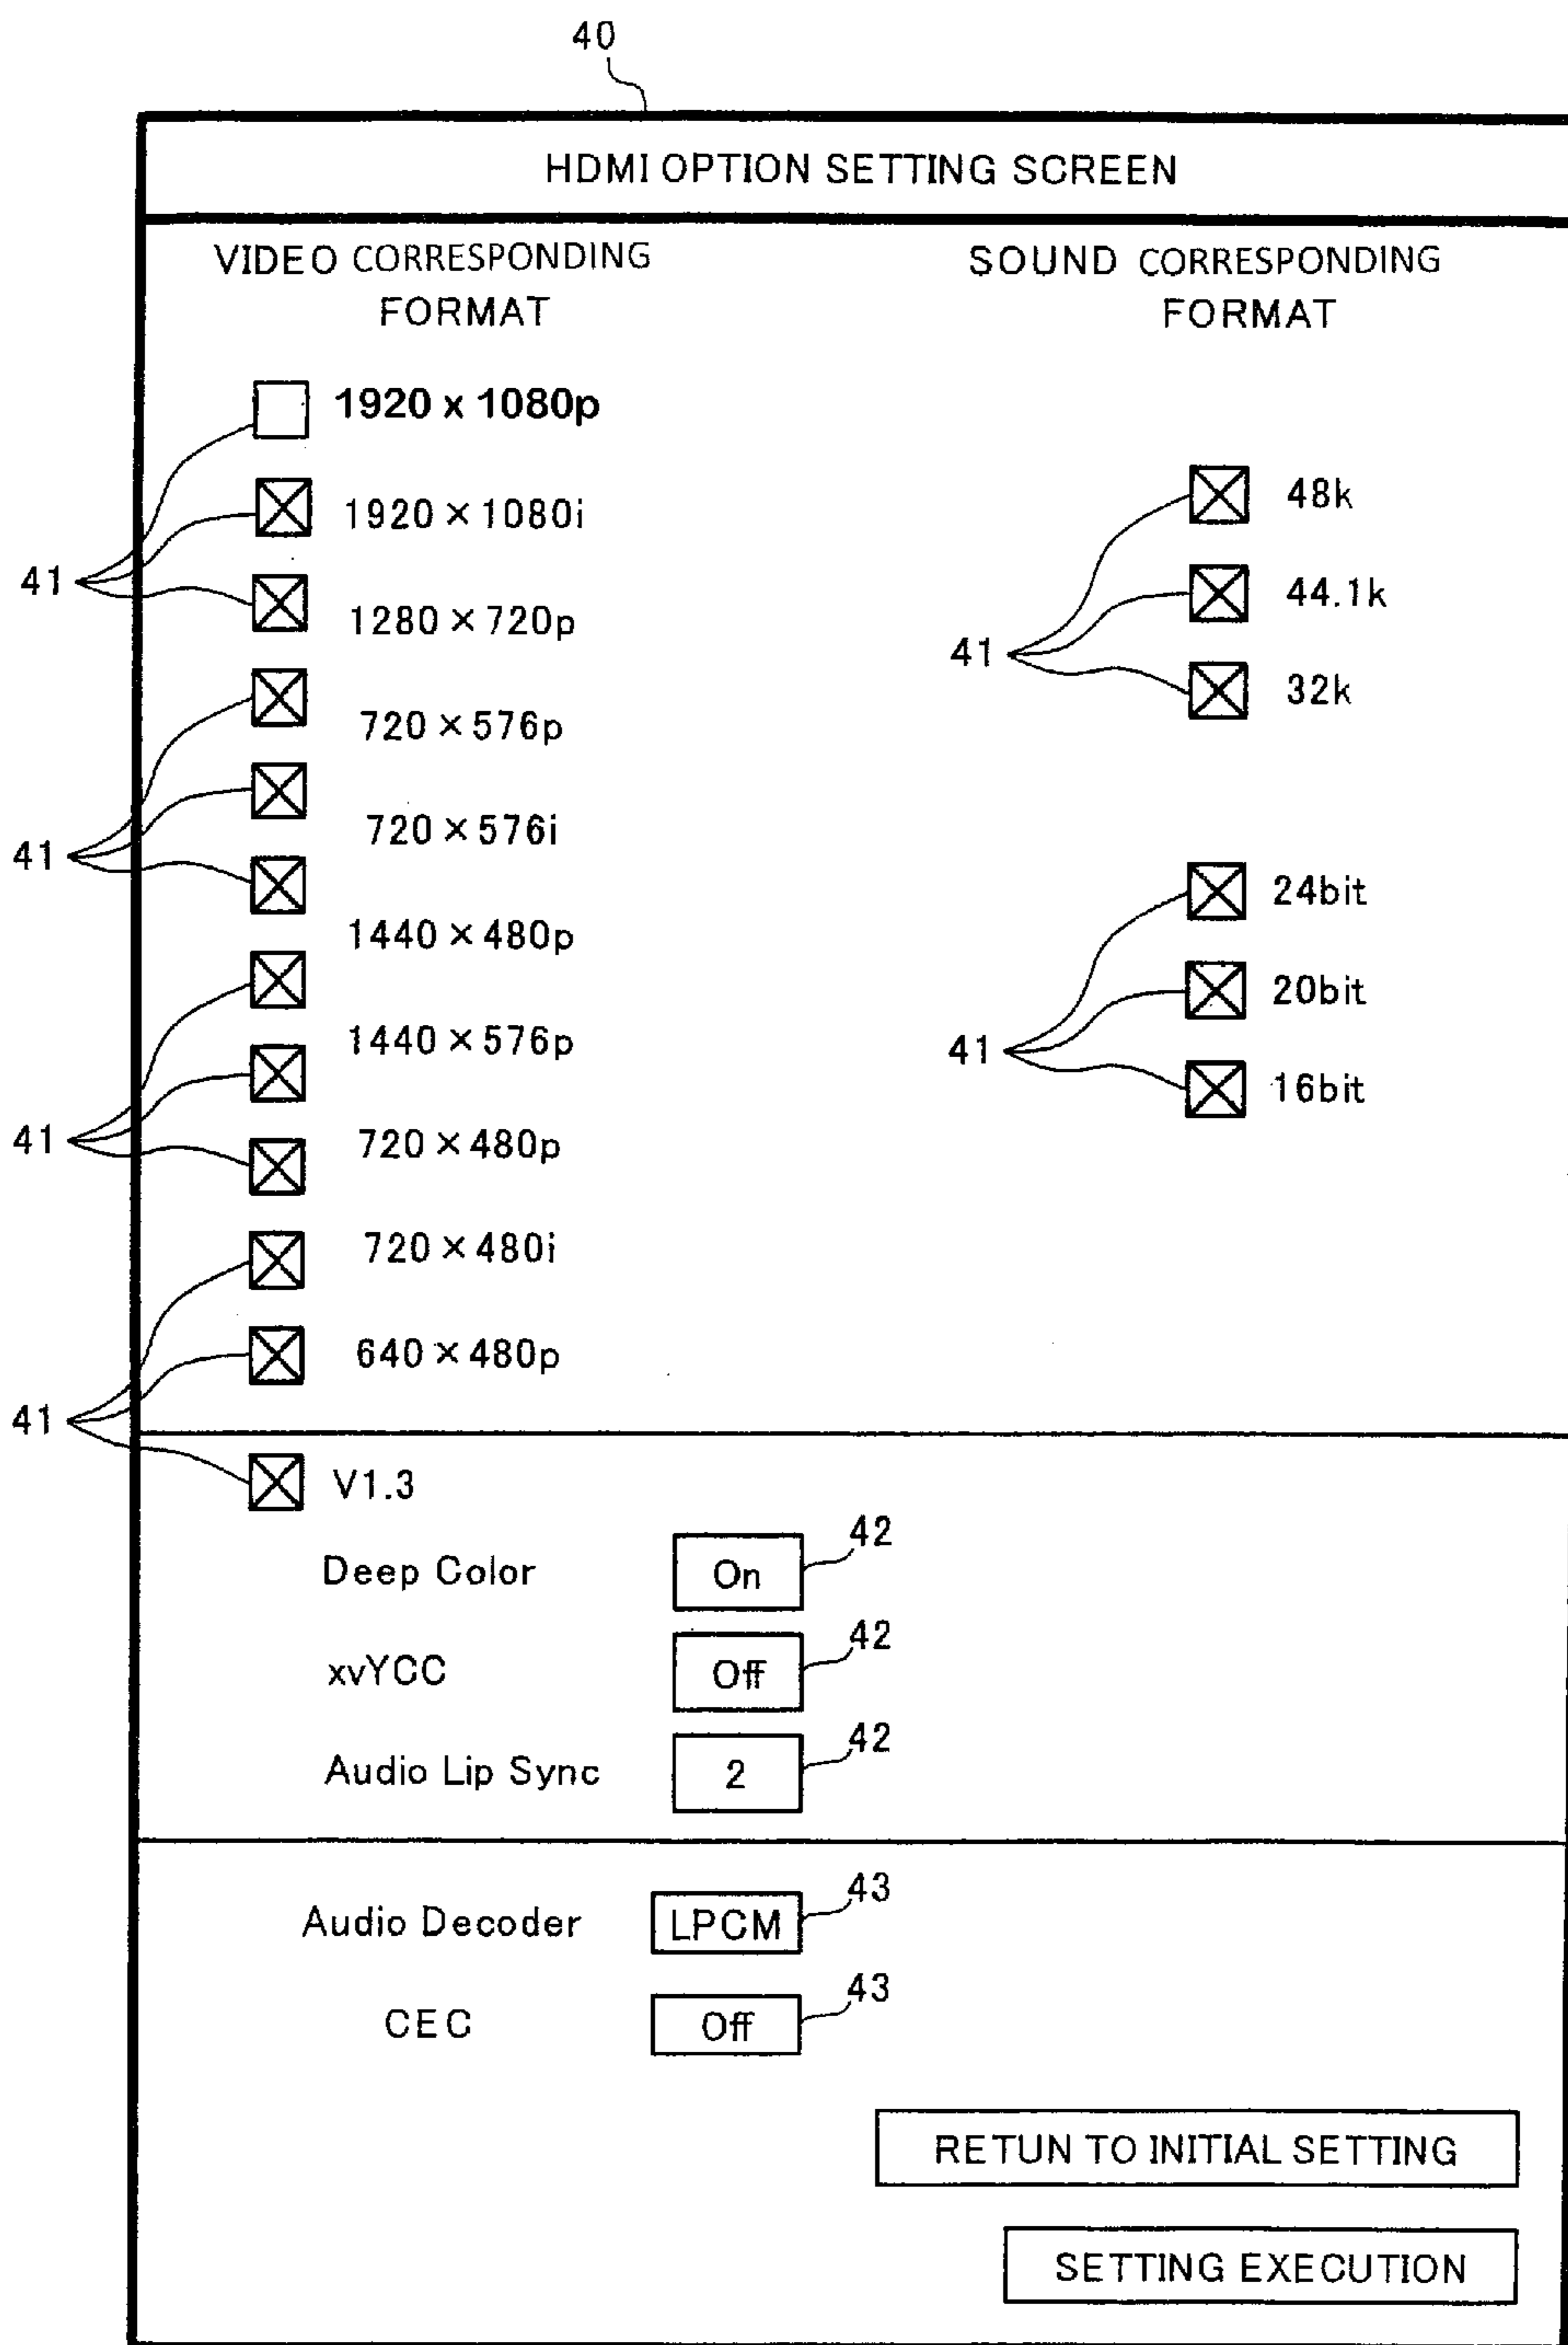 40
HDMI OPTION SETTING SCREEN
VIDEO CORRESPONDING
FORMAT
1920 x 1080p
1920 × 1080i
41
1280 × 720p
720 × 576p
720 × 576i
41
1440 × 480p
1440 × 576p
41
720 × 480p
720 × 480i
640 × 480p
41
SOUND CORRESPONDING
FORMAT
48k
44.1k
41
32k
24bit
20bit
41
16bit
V1.3
Deep Color
On
42
xvYCC
Off
42
Audio Lip Sync
2
42
Audio Decoder
LPCM
43
CEC
Off
43
RETUN TO INITIAL SETTING
SETTING EXECUTION